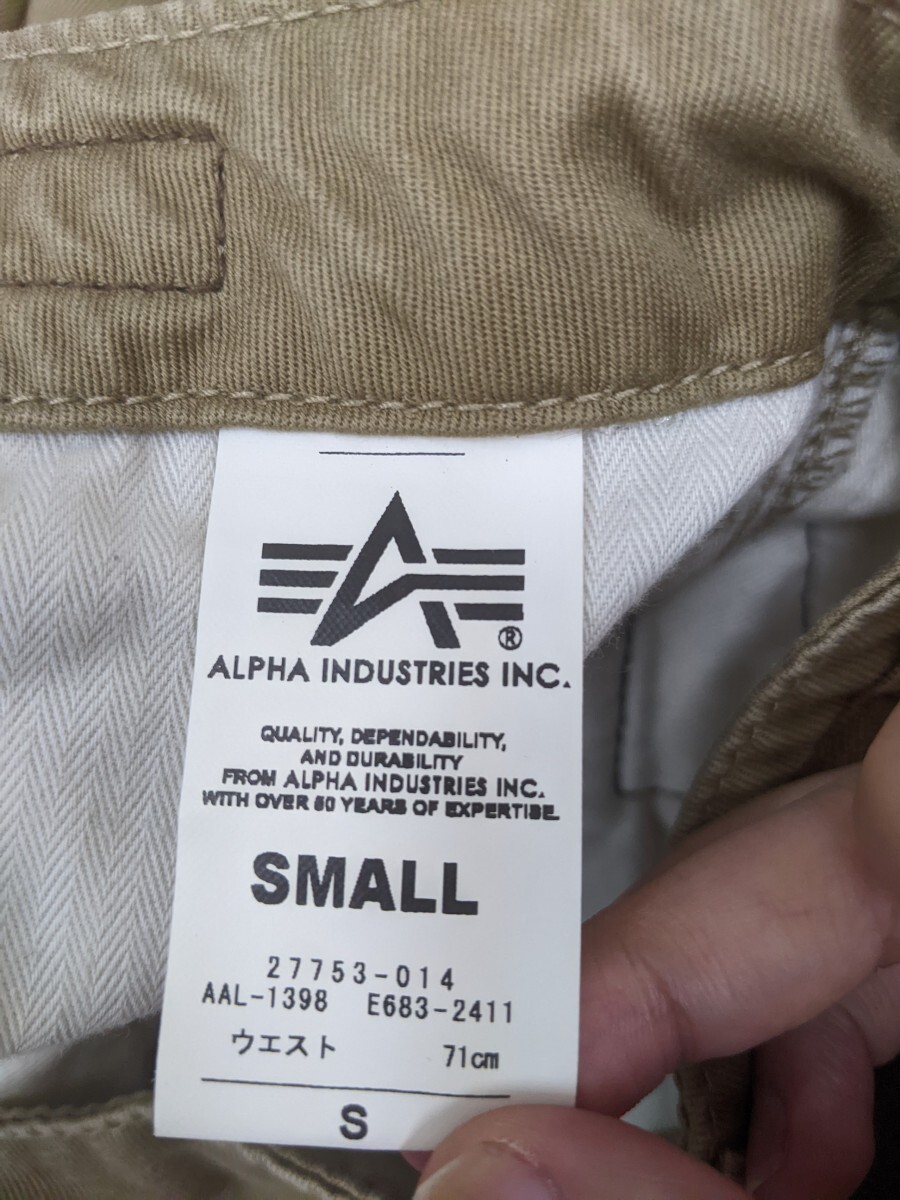 ®
ALPHA INDUSTRIES INC.
QUALITY, DEPENDABILITY,
AND DURABILITY
FROM ALPHA INDUSTRIES INC.
WITH OVER 50 YEARS OF EXPERTISE.
SMALL
27753-014
AAL-1398 E683-2411
ウエスト 71cm
S